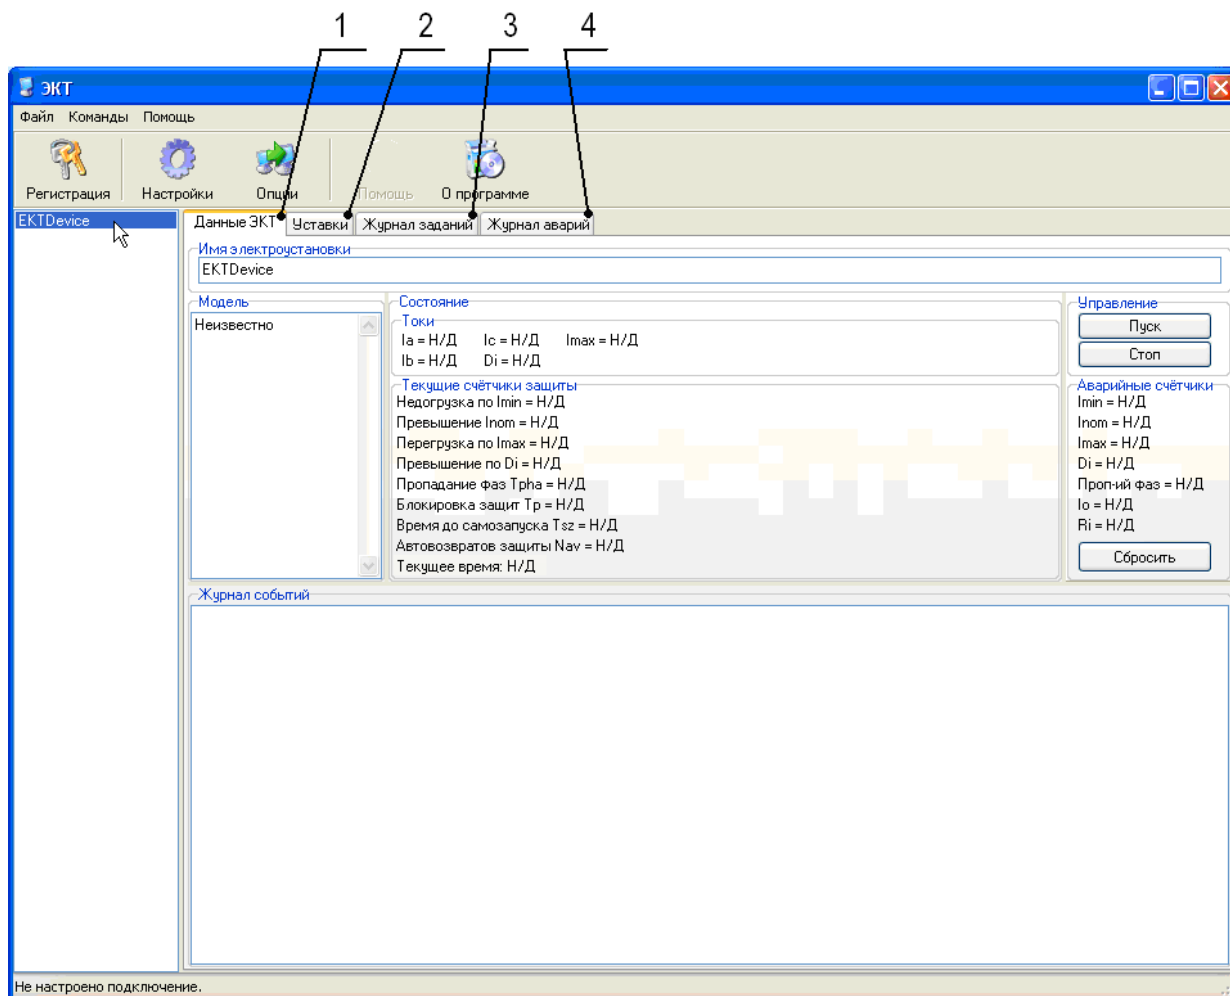 1 2 3 4
ЭКТ
Файл Команды Помощь
Регистрация Настройки Опции Помощь О программе
EKTDevice
Данные ЭКТ Уставки Журнал заданий Журнал аварий
Имя электроустановки
EKTDevice
Модель
Неизвестно
Состояние
Токи
Ia = Н/Д Ic = Н/Д Imax = Н/Д
Ib = Н/Д Di = Н/Д
Текущие счётчики защиты
Недогрузка по Imin = Н/Д
Превышение Inom = Н/Д
Перегрузка по Imax = Н/Д
Превышение по Di = Н/Д
Пропадание фаз Tpha = Н/Д
Блокировка защит Tp = Н/Д
Время до самозапуска Tsz = Н/Д
Автовозвратов защиты Nav = Н/Д
Текущее время: Н/Д
Управление
Пуск
Стоп
Аварийные счётчики
Imin = Н/Д
Inom = Н/Д
Imax = Н/Д
Di = Н/Д
Проп-ий фаз = Н/Д
Io = Н/Д
Ri = Н/Д
Сбросить
Журнал событий
Не настроено подключение.